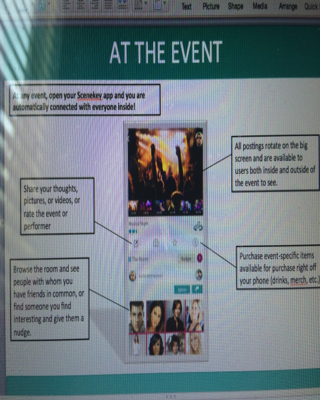 Text Picture Shape Media Arrange Quick
AT THE EVENT
At any event, open your Scenekey app and you are
automatically connected with everyone inside!
All postings rotate on the big
screen and are available to
users both inside and outside of
the event to see.
Share your thoughts,
pictures, or videos, or
rate the event or
performer
Purchase event-specific items
available for purchase right off
your phone (drinks, merch, etc.)
Browse the room and see
people with whom you
have friends in common, or
find someone you find
interesting and give them a
nudge.